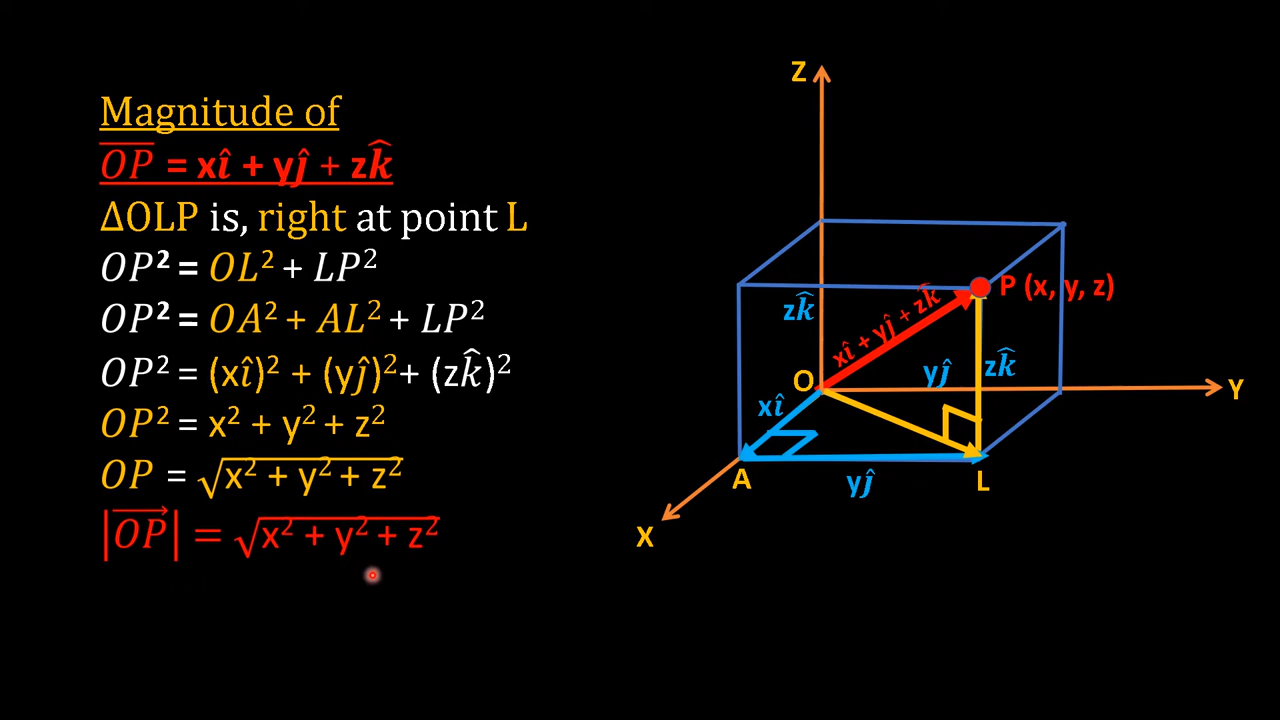 Magnitude of
O͞P͞ = xî + yĵ + zk̂
ΔOLP is, right at point L
OP² = OL² + LP²
OP² = OA² + AL² + LP²
OP² = (xî)² + (yĵ)² + (zk̂)²
OP² = x² + y² + z²
OP = √(x² + y² + z²)
|OP⃗| = √(x² + y² + z²)
Z
P (x, y, z)
zk̂
xî + yĵ + zk̂
O
yĵ
zk̂
Y
xî
A
yĵ
L
X